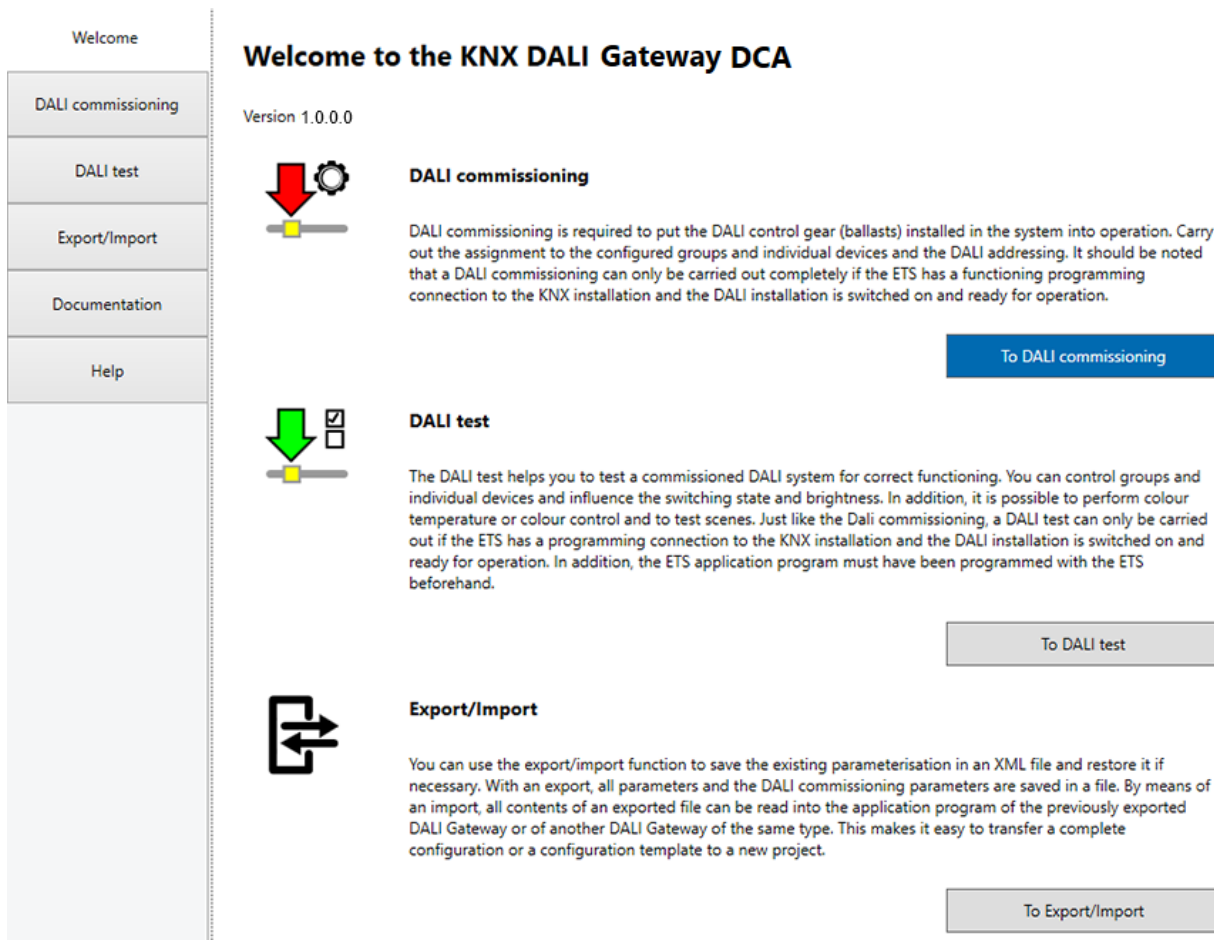 Welcome
DALI commissioning
DALI test
Export/Import
Documentation
Help
Welcome to the KNX DALI Gateway DCA
Version 1.0.0.0
DALI commissioning
DALI commissioning is required to put the DALI control gear (ballasts) installed in the system into operation. Carry
out the assignment to the configured groups and individual devices and the DALI addressing. It should be noted
that a DALI commissioning can only be carried out completely if the ETS has a functioning programming
connection to the KNX installation and the DALI installation is switched on and ready for operation.
To DALI commissioning
DALI test
The DALI test helps you to test a commissioned DALI system for correct functioning. You can control groups and
individual devices and influence the switching state and brightness. In addition, it is possible to perform colour
temperature or colour control and to test scenes. Just like the Dali commissioning, a DALI test can only be carried
out if the ETS has a programming connection to the KNX installation and the DALI installation is switched on and
ready for operation. In addition, the ETS application program must have been programmed with the ETS
beforehand.
To DALI test
Export/Import
You can use the export/import function to save the existing parameterisation in an XML file and restore it if
necessary. With an export, all parameters and the DALI commissioning parameters are saved in a file. By means of
an import, all contents of an exported file can be read into the application program of the previously exported
DALI Gateway or of another DALI Gateway of the same type. This makes it easy to transfer a complete
configuration or a configuration template to a new project.
To Export/Import